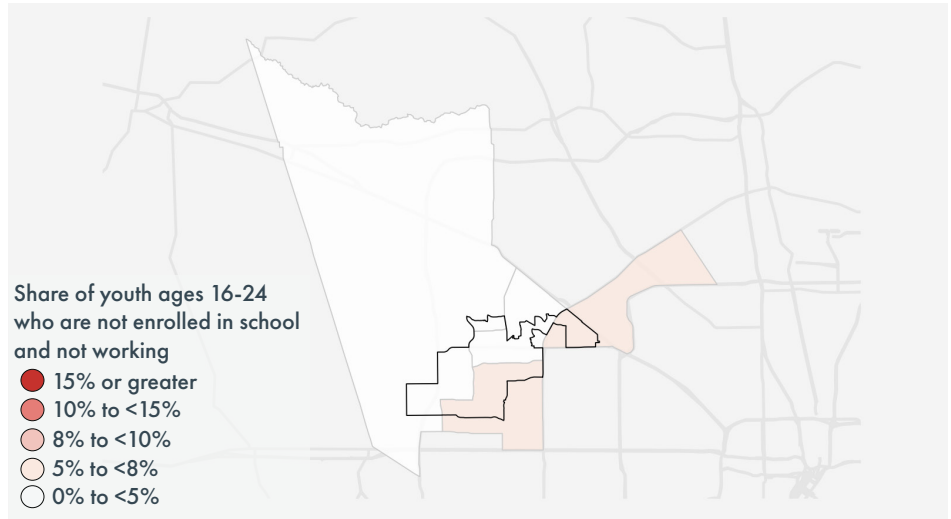 Share of youth ages 16-24
who are not enrolled in school
and not working
15% or greater
10% to <15%
8% to <10%
5% to <8%
0% to <5%